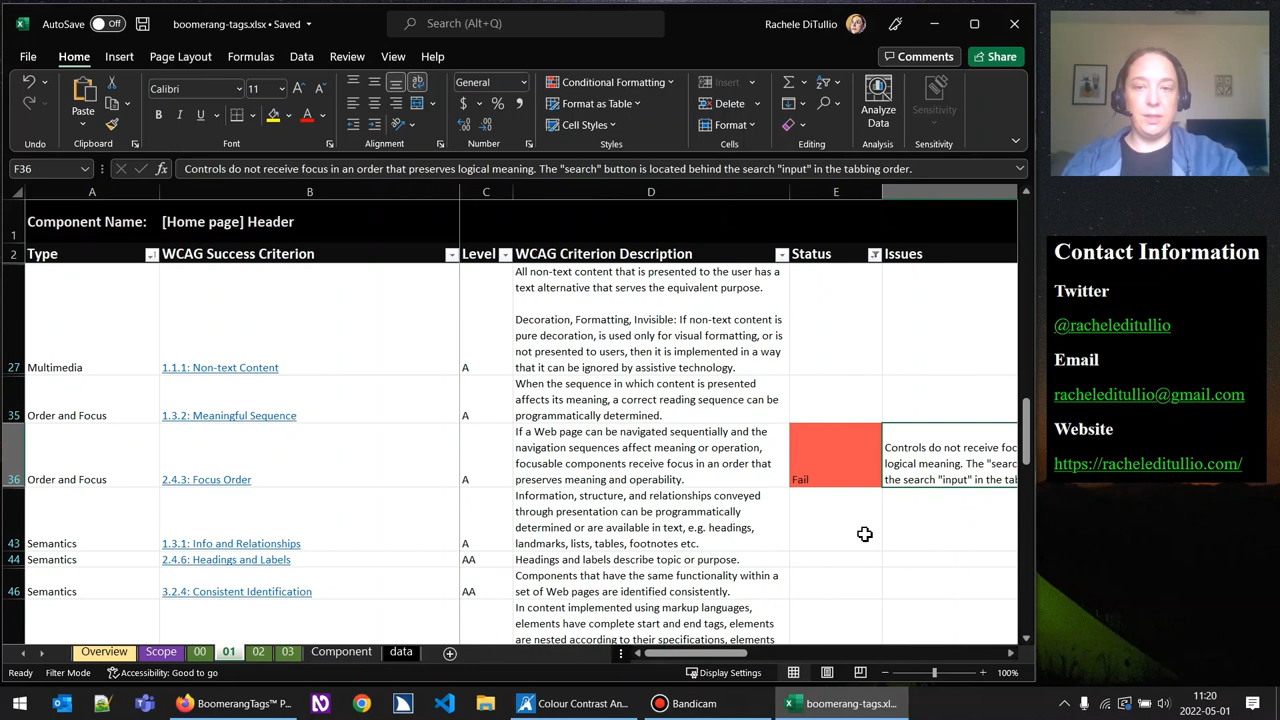 AutoSave Off boomerang-tags.xlsx • Saved Search (Alt+Q) Rachele DiTullio
File Home Insert Page Layout Formulas Data Review View Help Comments Share
Paste
Calibri 11
B I U
General
$ % 9
Conditional Formatting
Format as Table
Cell Styles
Insert
Delete
Format
Analyze
Data
Sensitivity
Undo Clipboard Font Alignment Number Styles Cells Editing Analysis Sensitivity
F36 fx Controls do not receive focus in an order that preserves logical meaning. The "search" button is located behind the search "input" in the tabbing order.
A B C D E
1 Component Name: [Home page] Header
2 Type WCAG Success Criterion Level WCAG Criterion Description Status Issues
All non-text content that is presented to the user has a
text alternative that serves the equivalent purpose.
Decoration, Formatting, Invisible: If non-text content is
pure decoration, is used only for visual formatting, or is
not presented to users, then it is implemented in a way
27 Multimedia 1.1.1: Non-text Content A that it can be ignored by assistive technology.
When the sequence in which content is presented
affects its meaning, a correct reading sequence can be
35 Order and Focus 1.3.2: Meaningful Sequence A programmatically determined.
If a Web page can be navigated sequentially and the
navigation sequences affect meaning or operation, Controls do not receive foc
focusable components receive focus in an order that logical meaning. The "searc
36 Order and Focus 2.4.3: Focus Order A preserves meaning and operability. Fail the search "input" in the tab
Information, structure, and relationships conveyed
through presentation can be programmatically
determined or are available in text, e.g. headings,
43 Semantics 1.3.1: Info and Relationships A landmarks, lists, tables, footnotes etc.
44 Semantics 2.4.6: Headings and Labels AA Headings and labels describe topic or purpose.
Components that have the same functionality within a
46 Semantics 3.2.4: Consistent Identification AA set of Web pages are identified consistently.
In content implemented using markup languages,
elements have complete start and end tags, elements
are nested according to their specifications, elements
Overview Scope 00 01 02 03 Component data
Ready Filter Mode Accessibility: Good to go Display Settings 100%
BoomerangTags™ P... Colour Contrast An... Bandicam boomerang-tags.xl...
11:20
2022-05-01
Contact Information
Twitter
@racheleditullio
Email
racheleditullio@gmail.com
Website
https://racheleditullio.com/